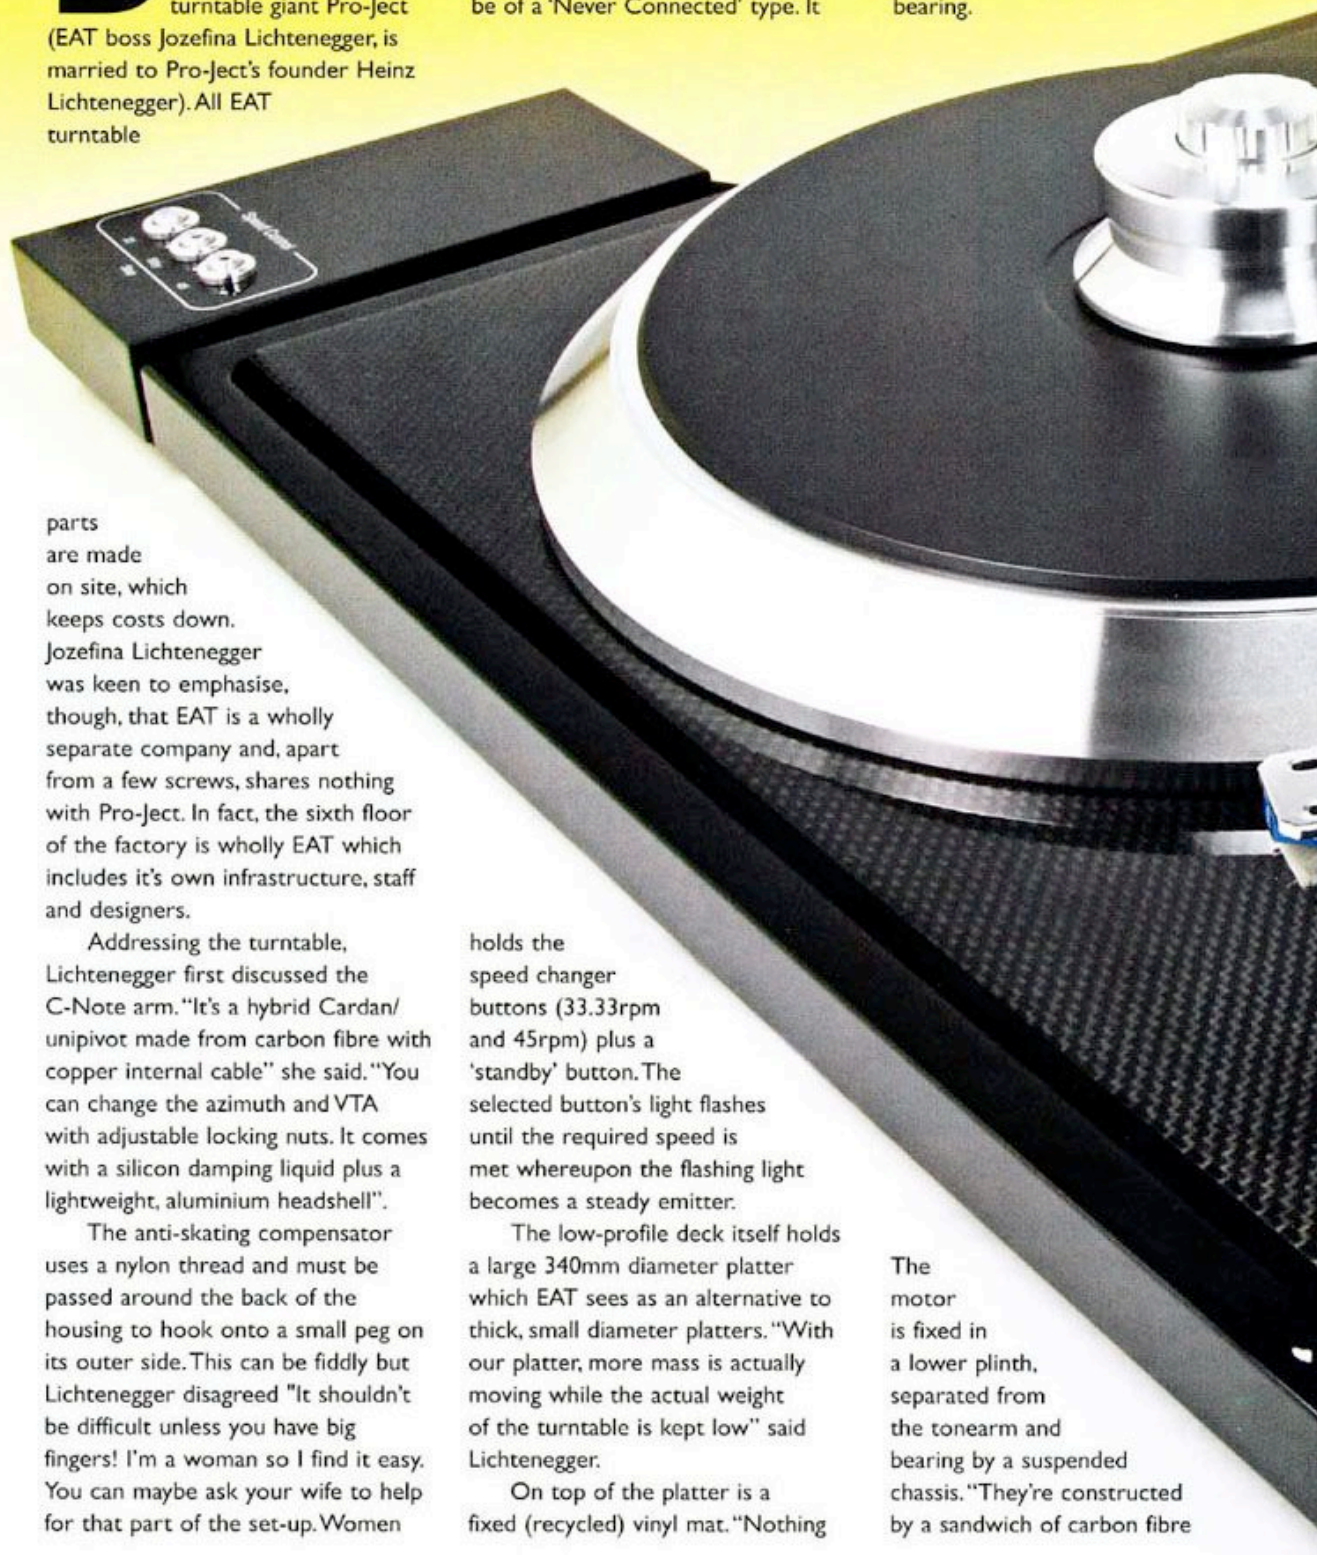 turntable giant Pro-Ject
(EAT boss Jozefina Lichtenegger, is
married to Pro-Ject's founder Heinz
Lichtenegger). All EAT
turntable
parts
are made
on site, which
keeps costs down.
Jozefina Lichtenegger
was keen to emphasise,
though, that EAT is a wholly
separate company and, apart
from a few screws, shares nothing
with Pro-Ject. In fact, the sixth floor
of the factory is wholly EAT which
includes it's own infrastructure, staff
and designers.
Addressing the turntable,
Lichtenegger first discussed the
C-Note arm. “It's a hybrid Cardan/
unipivot made from carbon fibre with
copper internal cable” she said. “You
can change the azimuth and VTA
with adjustable locking nuts. It comes
with a silicon damping liquid plus a
lightweight, aluminium headshell”.
The anti-skating compensator
uses a nylon thread and must be
passed around the back of the
housing to hook onto a small peg on
its outer side. This can be fiddly but
Lichtenegger disagreed "It shouldn't
be difficult unless you have big
fingers! I'm a woman so I find it easy.
You can maybe ask your wife to help
for that part of the set-up. Women
be of a ‘Never Connected’ type. It
holds the
speed changer
buttons (33.33rpm
and 45rpm) plus a
‘standby’ button. The
selected button's light flashes
until the required speed is
met whereupon the flashing light
becomes a steady emitter.
The low-profile deck itself holds
a large 340mm diameter platter
which EAT sees as an alternative to
thick, small diameter platters. “With
our platter, more mass is actually
moving while the actual weight
of the turntable is kept low” said
Lichtenegger.
On top of the platter is a
fixed (recycled) vinyl mat. “Nothing
bearing.
The
motor
is fixed in
a lower plinth,
separated from
the tonearm and
bearing by a suspended
chassis. “They're constructed
by a sandwich of carbon fibre
Speed Control